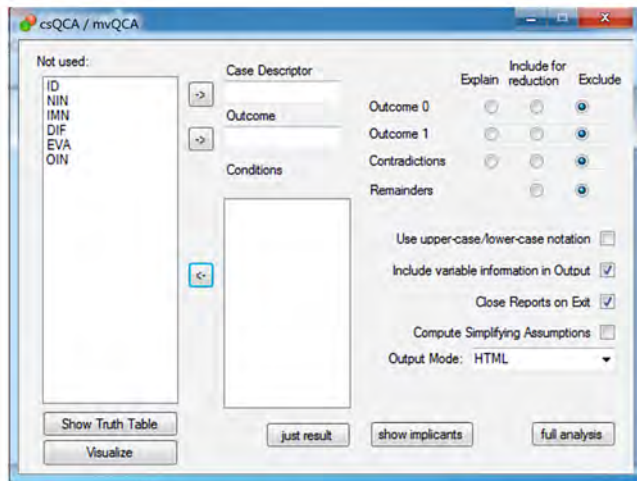 csQCA / mvQCA
Not used:
ID
NIN
IMN
DIF
EVA
OIN
Show Truth Table
Visualize
->
->
<-
Case Descriptor
Outcome
Conditions
just result
Explain
Include for
reduction
Exclude
Outcome 0
Outcome 1
Contradictions
Remainders
Use upper-case/lower-case notation
Include variable information in Output
Close Reports on Exit
Compute Simplifying Assumptions
Output Mode: HTML
show implicants
full analysis